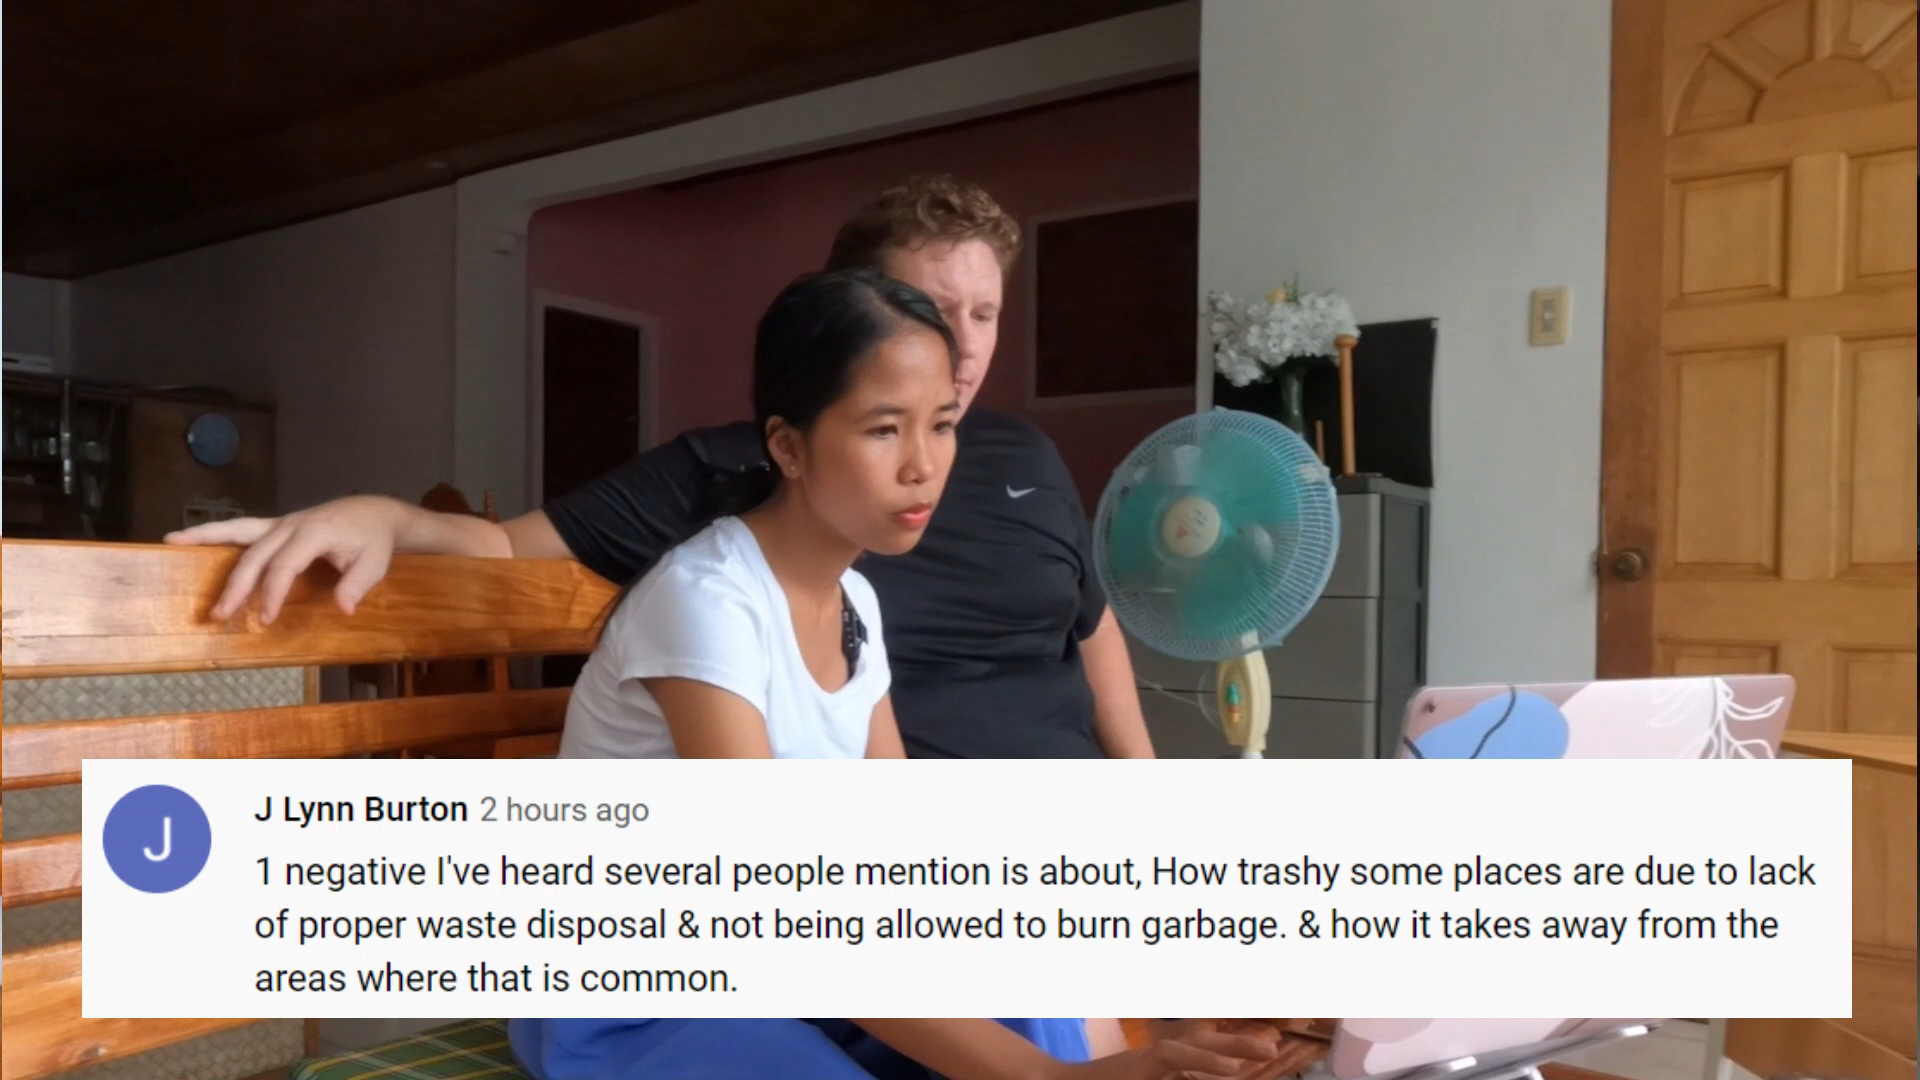 J
J Lynn Burton 2 hours ago
1 negative I've heard several people mention is about, How trashy some places are due to lack
of proper waste disposal & not being allowed to burn garbage. & how it takes away from the
areas where that is common.